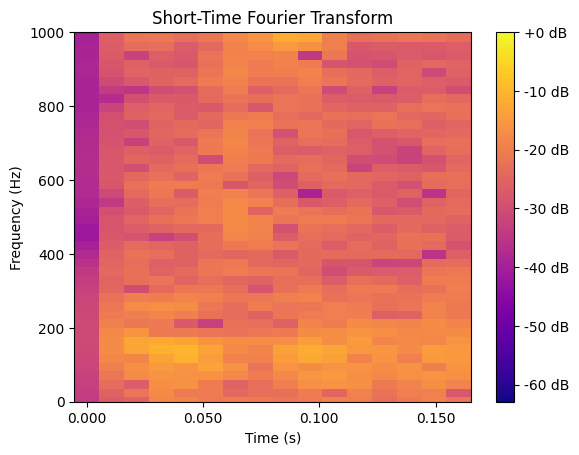 Short-Time Fourier Transform
Frequency (Hz)
1000
800
600
400
200
0
0.000
0.050
0.100
0.150
Time (s)
+0 dB
-10 dB
-20 dB
-30 dB
-40 dB
-50 dB
-60 dB